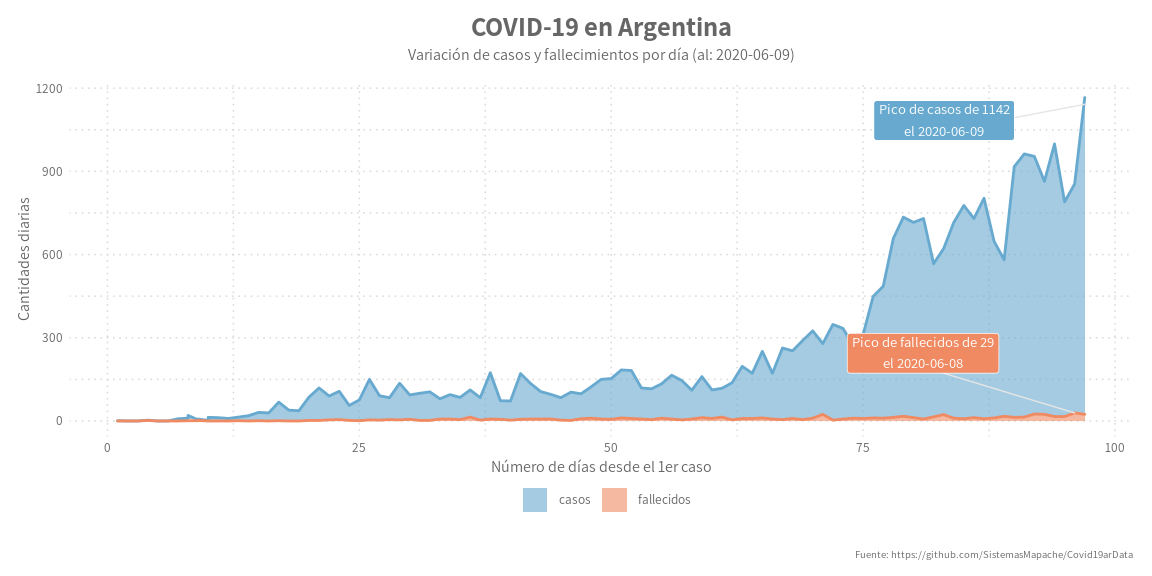 COVID-19 en Argentina
Variación de casos y fallecimientos por día (al: 2020-06-09)
Cantidades diarias
1200
900
600
300
0
Pico de casos de 1142
el 2020-06-09
Pico de fallecidos de 29
el 2020-06-08
0 25 50 75 100
Número de días desde el 1er caso
casos fallecidos
Fuente: https://github.com/SistemasMapache/Covid19arData